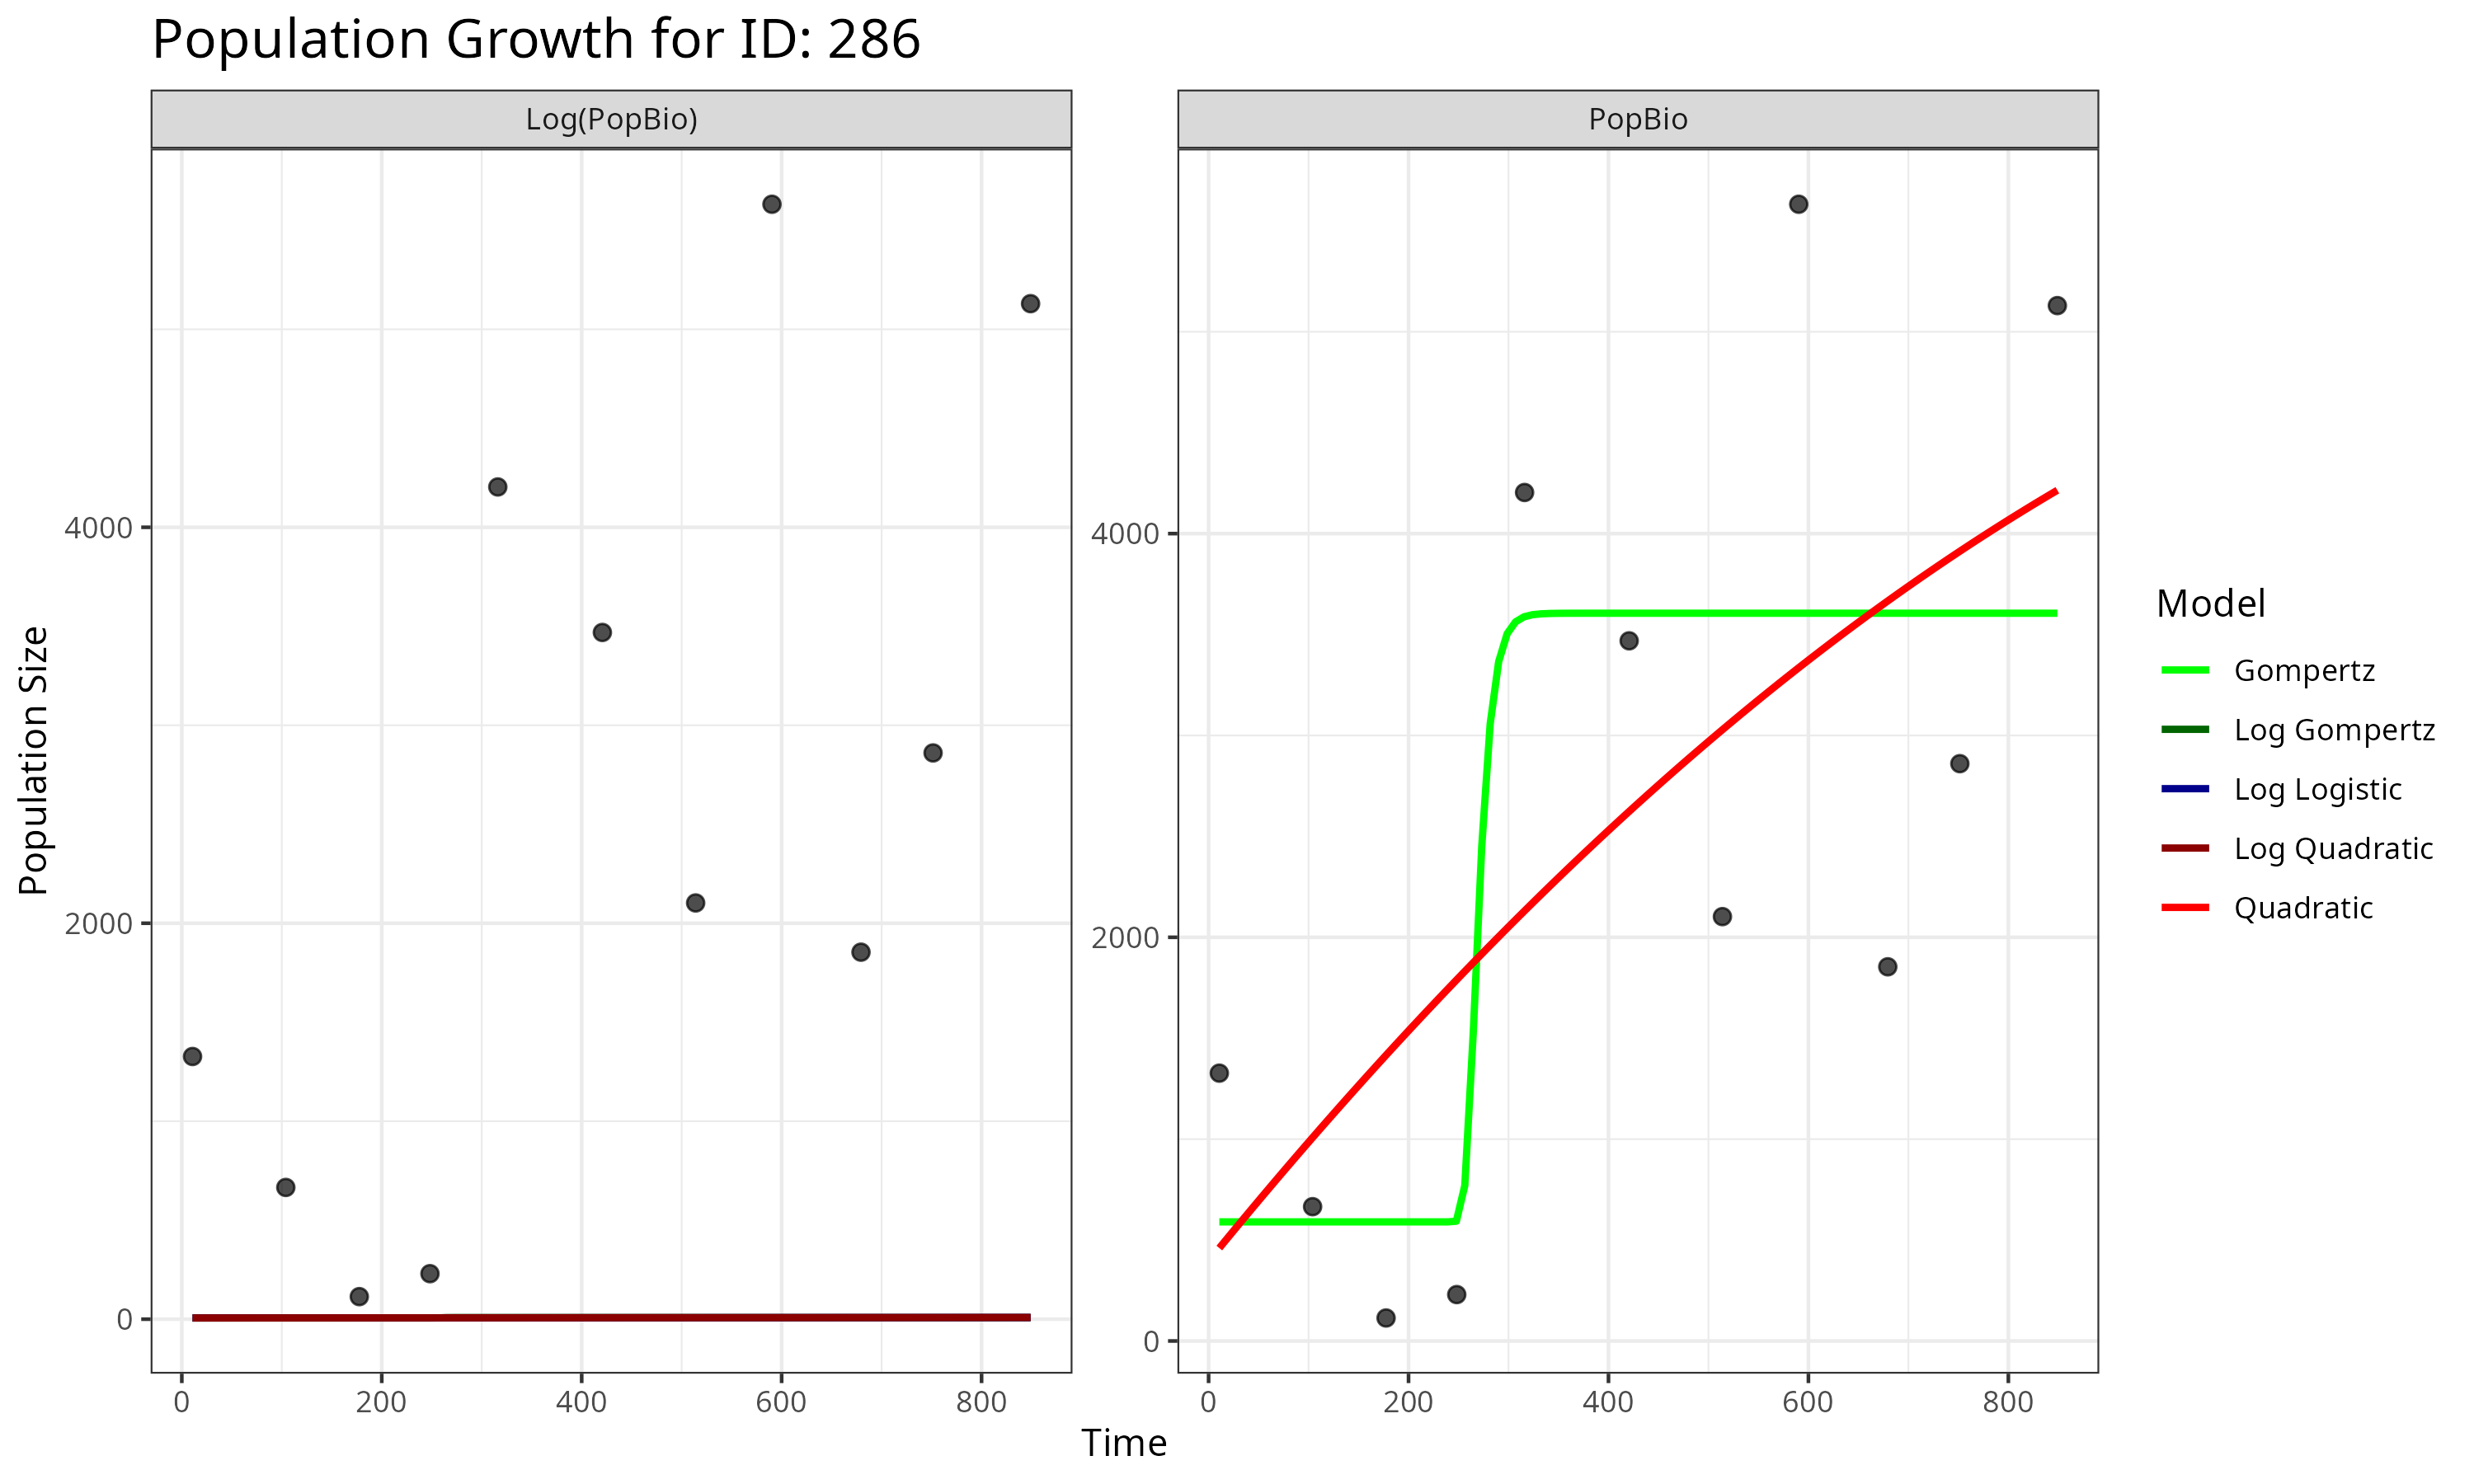 Population Growth for ID: 286
Log(PopBio)
PopBio
Population Size
4000
2000
0
4000
2000
0
0 200 400 600 800
0 200 400 600 800
Time
Model
Gompertz
Log Gompertz
Log Logistic
Log Quadratic
Quadratic